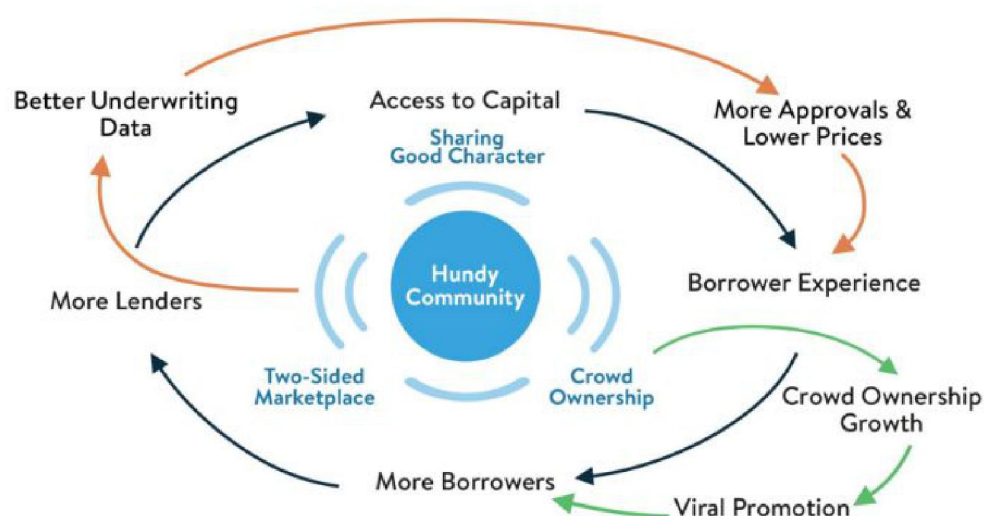 Access to Capital
Better Underwriting
Data
More Approvals &
Lower Prices
Sharing
Good Character
Hundy
Community
Borrower Experience
More Lenders
Two-Sided
Marketplace
Crowd
Ownership
Crowd Ownership
Growth
More Borrowers
Viral Promotion